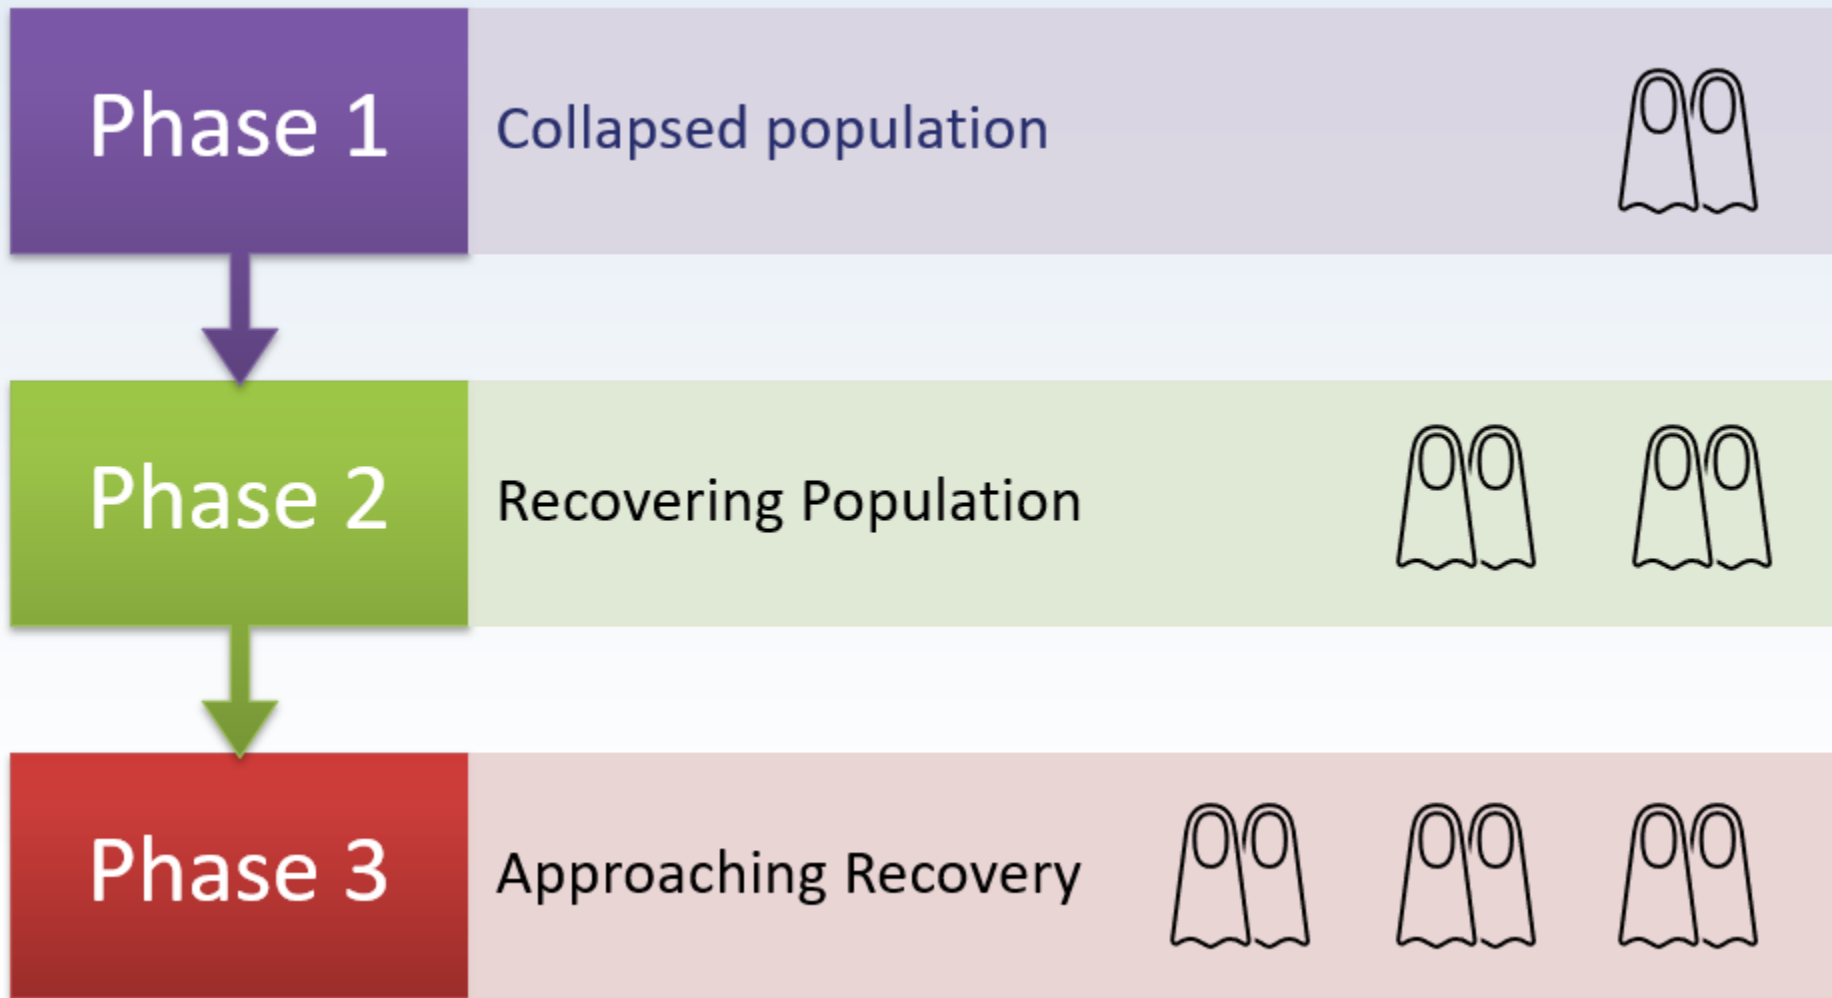 Phase 1
Collapsed population
Phase 2
Recovering Population
Phase 3
Approaching Recovery